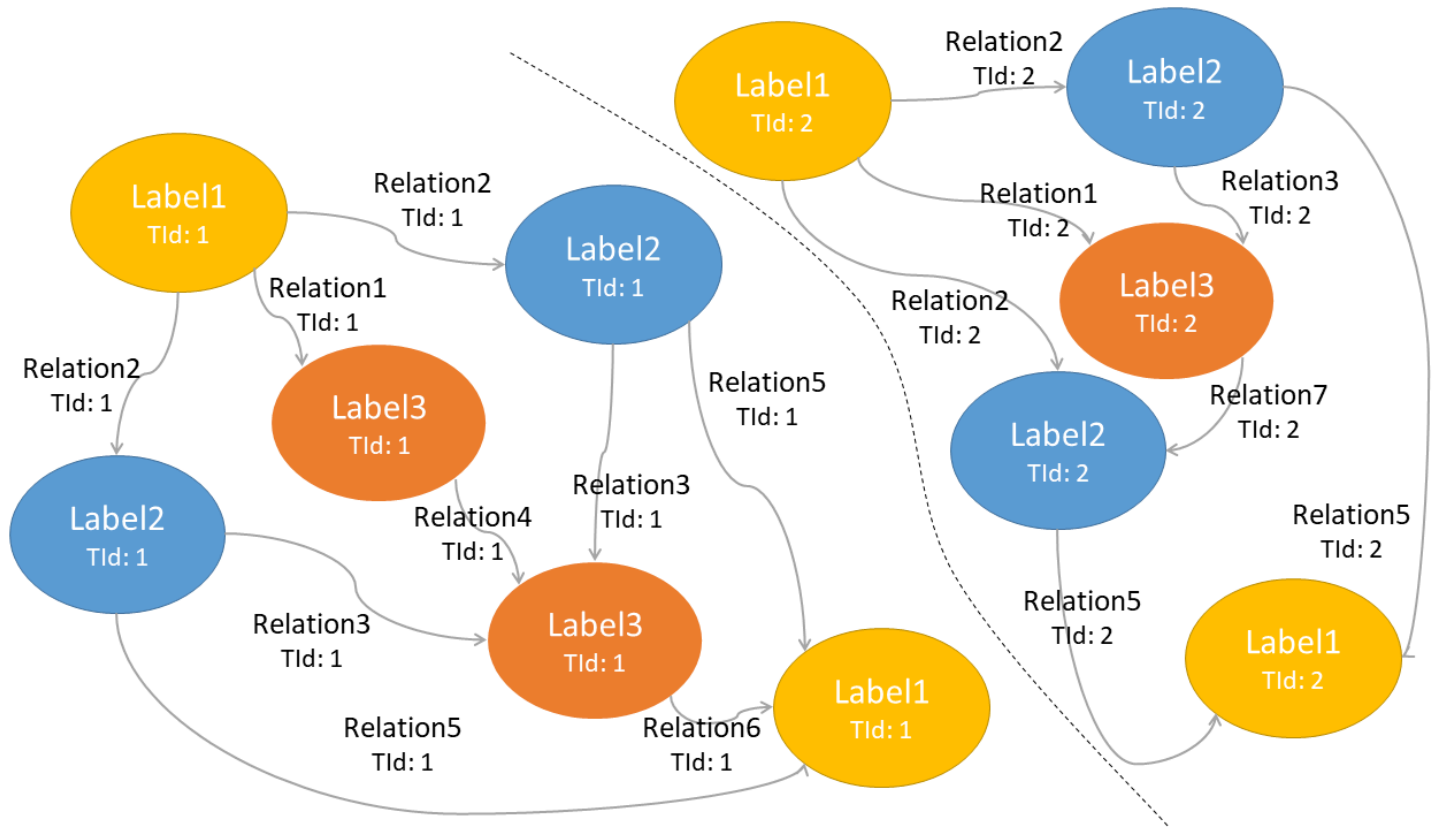 Label1
TId: 1
Relation2
TId: 1
Label2
TId: 1
Relation1
TId: 1
Relation2
TId: 1
Label3
TId: 1
Relation5
TId: 1
Label2
TId: 1
Relation4
TId: 1
Relation3
TId: 1
Relation3
TId: 1
Label3
TId: 1
Relation5
TId: 1
Relation6
TId: 1
Label1
TId: 1
Label1
TId: 2
Relation2
TId: 2
Label2
TId: 2
Relation1
TId: 2
Relation3
TId: 2
Relation2
TId: 2
Label3
TId: 2
Relation7
TId: 2
Label2
TId: 2
Relation5
TId: 2
Relation5
TId: 2
Label1
TId: 2